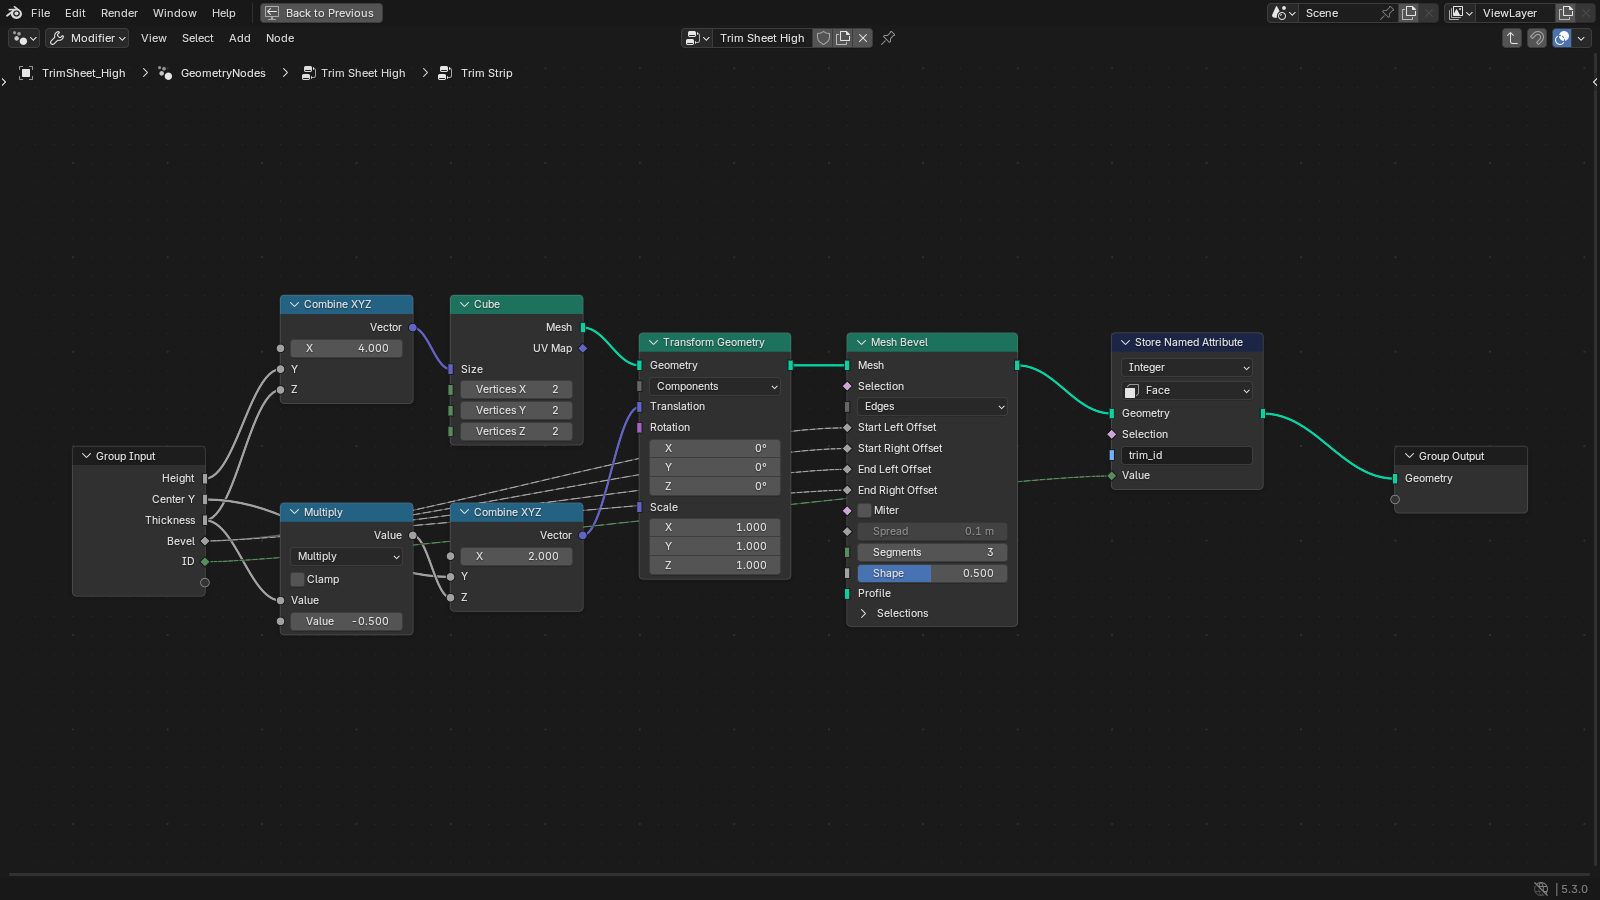 File Edit Render Window Help Back to Previous Scene ViewLayer
Modifier View Select Add Node Trim Sheet High
TrimSheet_High GeometryNodes Trim Sheet High Trim Strip
Group Input
Height
Center Y
Thickness
Bevel
ID
Combine XYZ
Vector
X 4.000
Y
Z
Multiply
Value
Multiply
Clamp
Value
Value -0.500
Cube
Mesh
UV Map
Size
Vertices X 2
Vertices Y 2
Vertices Z 2
Combine XYZ
Vector
X 2.000
Y
Z
Transform Geometry
Geometry
Components
Translation
Rotation
X 0°
Y 0°
Z 0°
Scale
X 1.000
Y 1.000
Z 1.000
Mesh Bevel
Mesh
Selection
Edges
Start Left Offset
Start Right Offset
End Left Offset
End Right Offset
Miter
Spread 0.1 m
Segments 3
Shape 0.500
Profile
Selections
Store Named Attribute
Integer
Face
Geometry
Selection
trim_id
Value
Group Output
Geometry
5.3.0